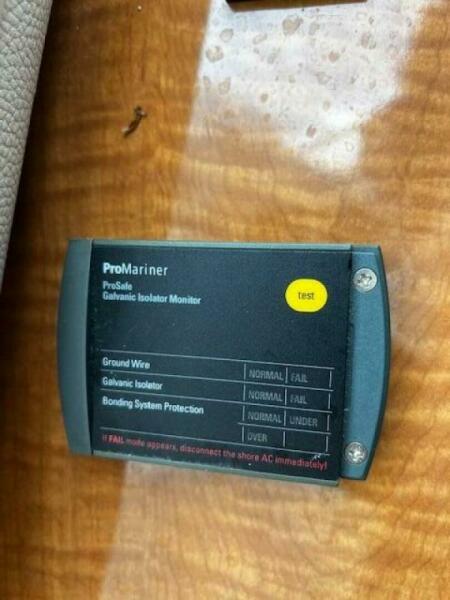 ProMariner
ProSafe
Galvanic Isolator Monitor
test
Ground Wire NORMAL FAIL
Galvanic Isolator NORMAL FAIL
Bonding System Protection NORMAL UNDER
OVER
If FAIL mode appears, disconnect the shore AC immediately!